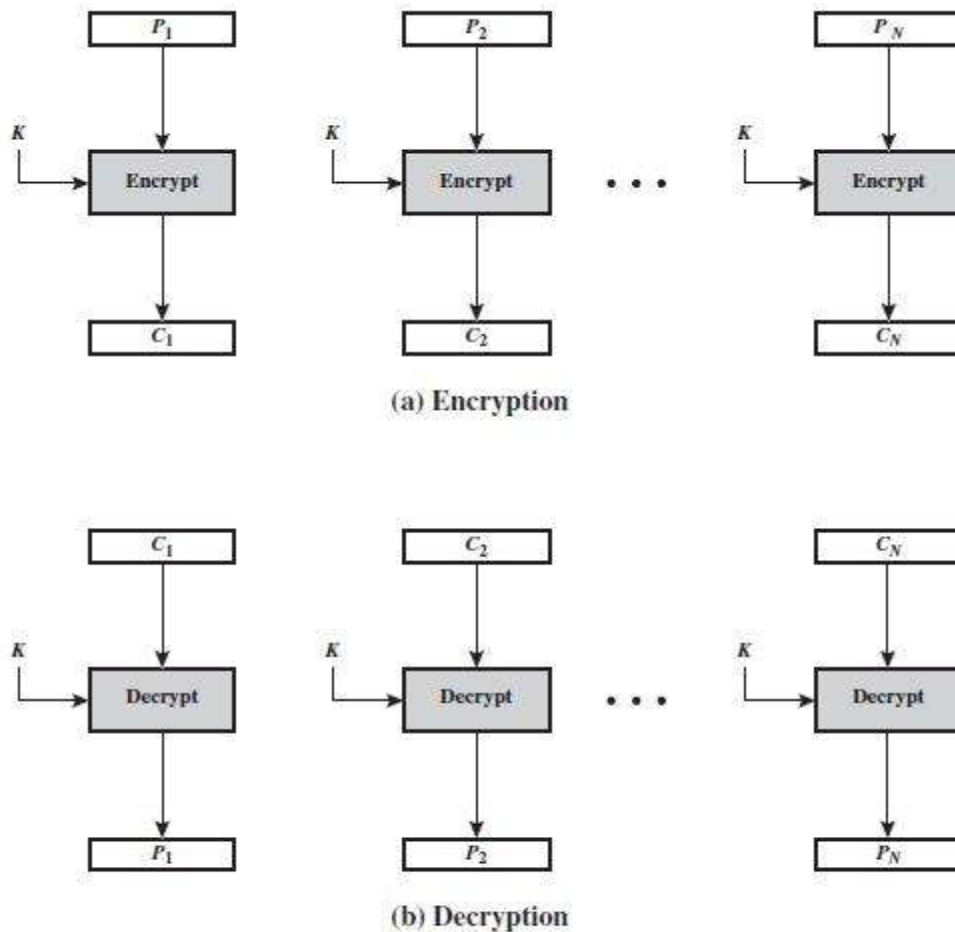 P1 P2 PN
K K K
Encrypt Encrypt • • • Encrypt
C1 C2 CN
(a) Encryption
C1 C2 CN
K K K
Decrypt Decrypt • • • Decrypt
P1 P2 PN
(b) Decryption